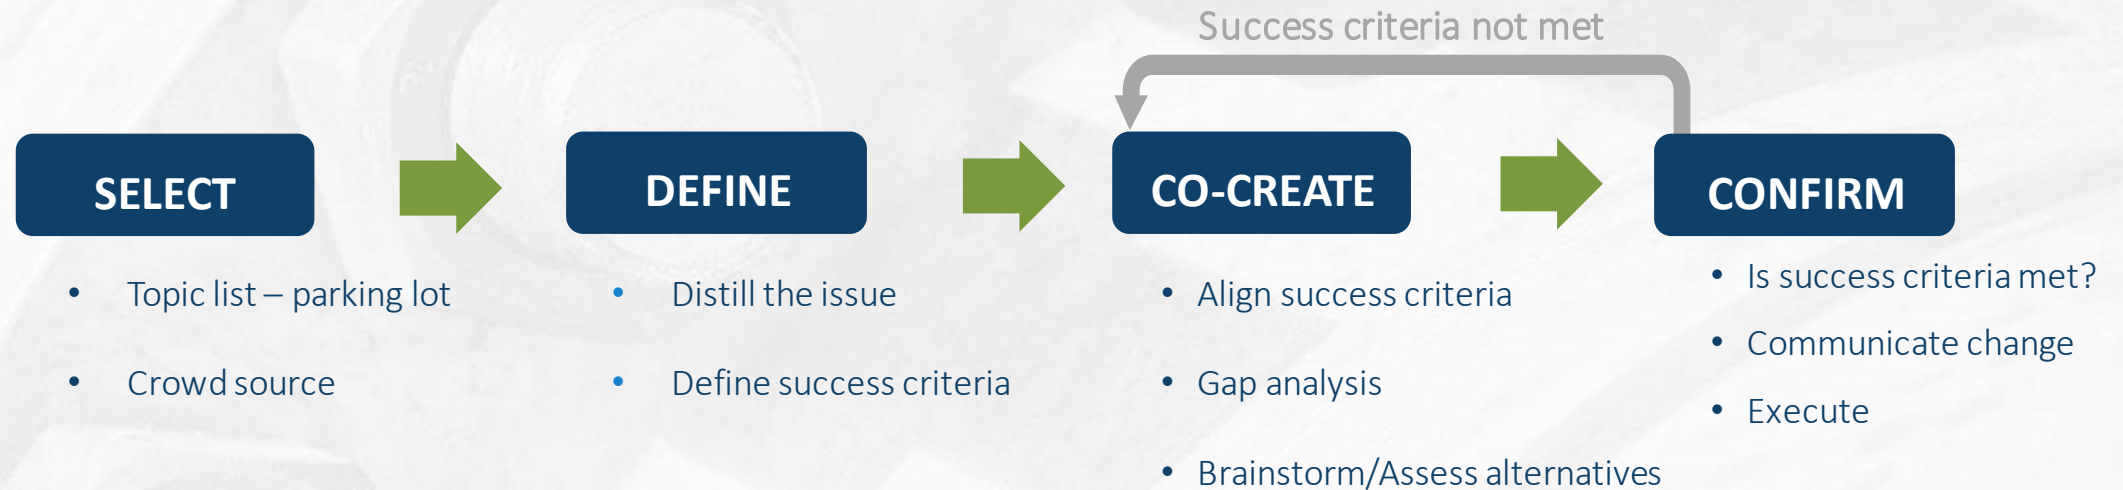 Success criteria not met
SELECT
DEFINE
CO-CREATE
CONFIRM
• Topic list – parking lot
• Crowd source
• Distill the issue
• Define success criteria
• Align success criteria
• Gap analysis
• Brainstorm/Assess alternatives
• Is success criteria met?
• Communicate change
• Execute